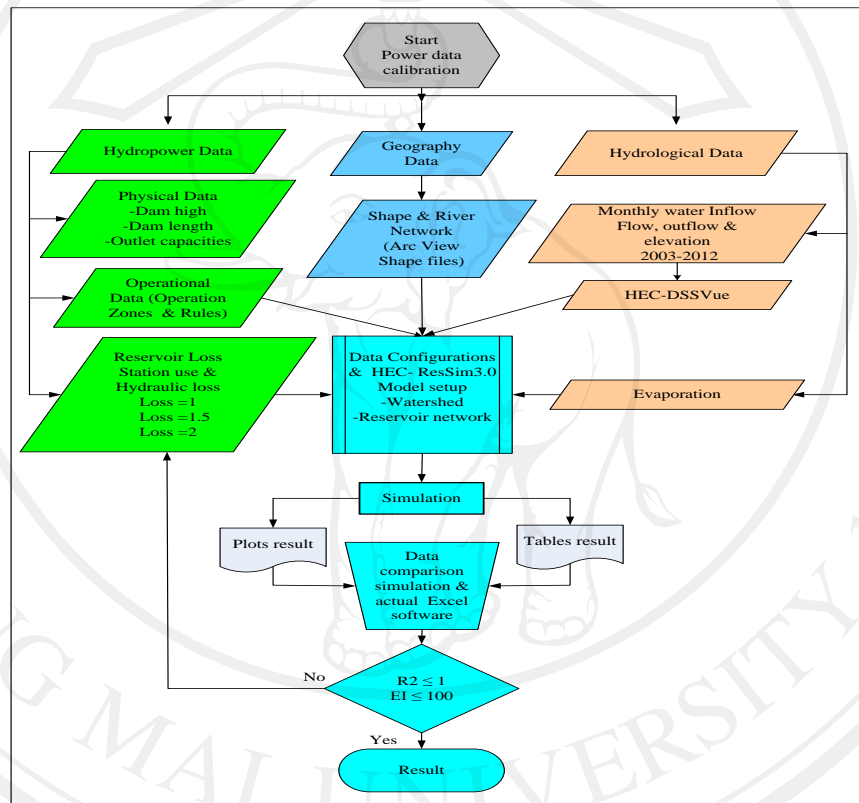 Start
Power data
calibration
Hydropower Data
Geography
Data
Hydrological Data
Physical Data
-Dam high
-Dam length
-Outlet capacities
Shape & River
Network
(Arc View
Shape files)
Monthly water Inflow
Flow, outflow &
elevation
2003-2012
Operational
Data (Operation
Zones & Rules)
HEC-DSSVue
Reservoir Loss
Station use &
Hydraulic loss
Loss =1
Loss =1.5
Loss =2
Data Configurations
& HEC- ResSim3.0
Model setup
-Watershed
-Reservoir network
Evaporation
Simulation
Plots result
Tables result
Data
comparison
simulation &
actual Excel
software
No
R2 ≤ 1
EI ≤ 100
Yes
Result
NG MAI UNIVERSITY